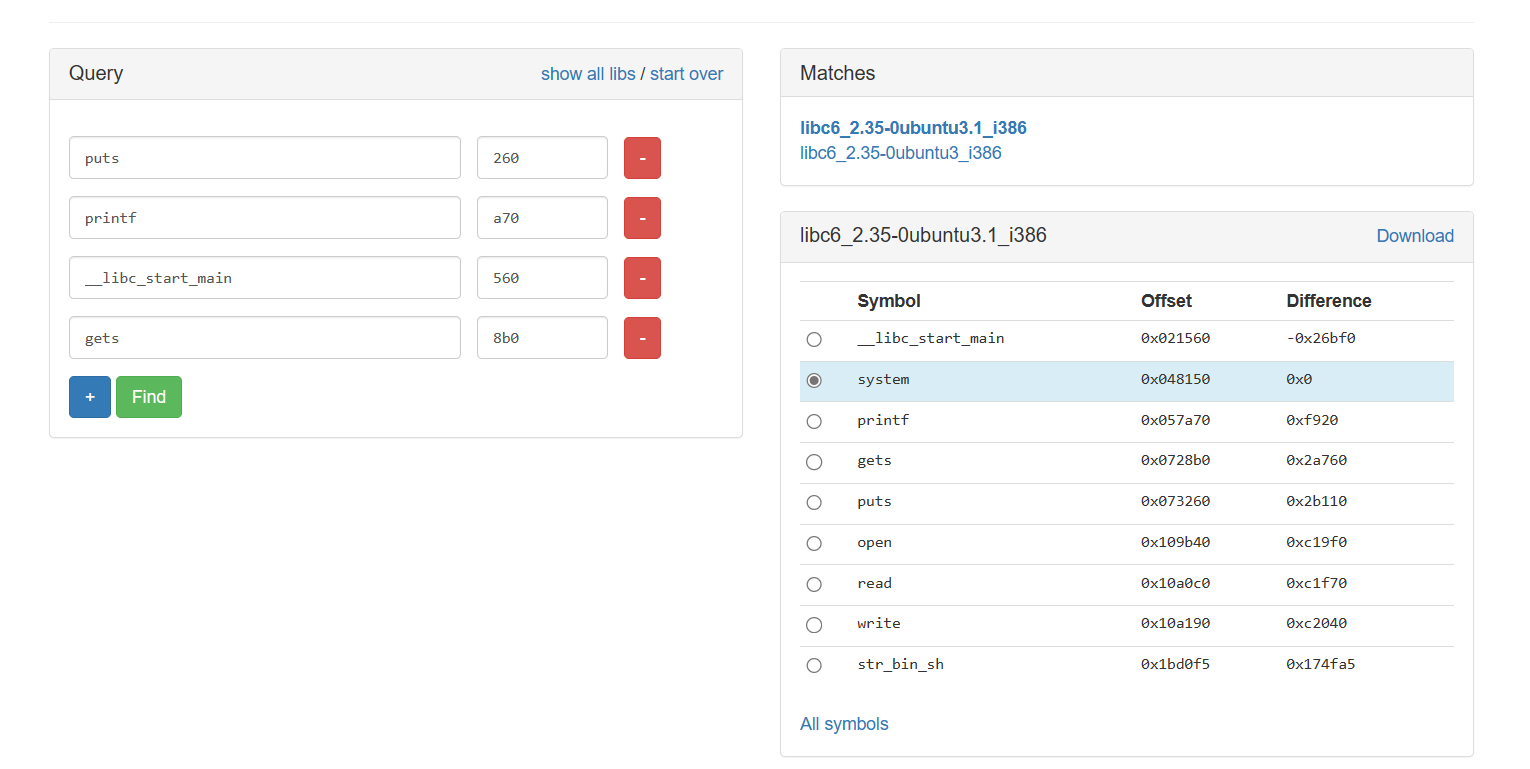 Query show all libs / start over
puts 260 -
printf a70 -
__libc_start_main 560 -
gets 8b0 -
+ Find
Matches
libc6_2.35-0ubuntu3.1_i386
libc6_2.35-0ubuntu3_i386
libc6_2.35-0ubuntu3.1_i386 Download
Symbol Offset Difference
__libc_start_main 0x021560 -0x26bf0
system 0x048150 0x0
printf 0x057a70 0xf920
gets 0x0728b0 0x2a760
puts 0x073260 0x2b110
open 0x109b40 0xc19f0
read 0x10a0c0 0xc1f70
write 0x10a190 0xc2040
str_bin_sh 0x1bd0f5 0x174fa5
All symbols